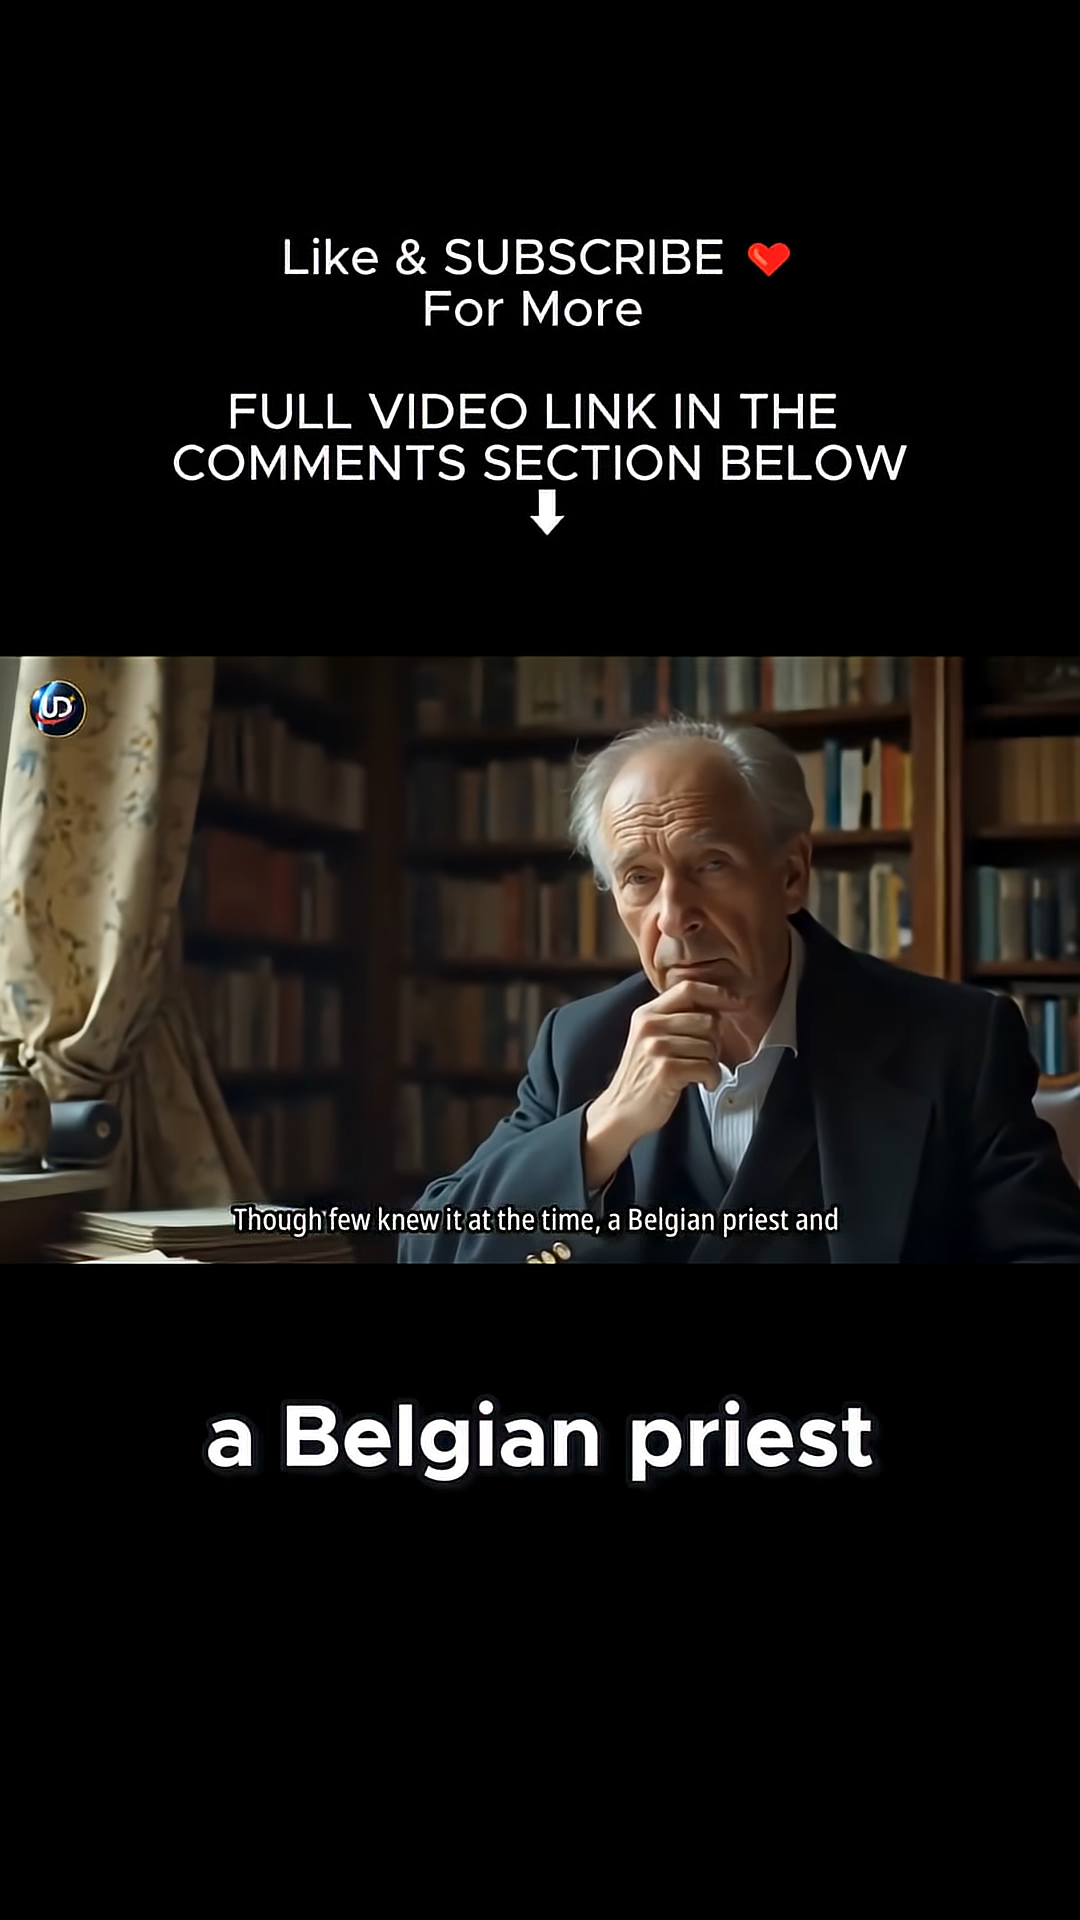 Like & SUBSCRIBE ❤️
For More
FULL VIDEO LINK IN THE
COMMENTS SECTION BELOW
⬇
UD
Though few knew it at the time, a Belgian priest and
a Belgian priest